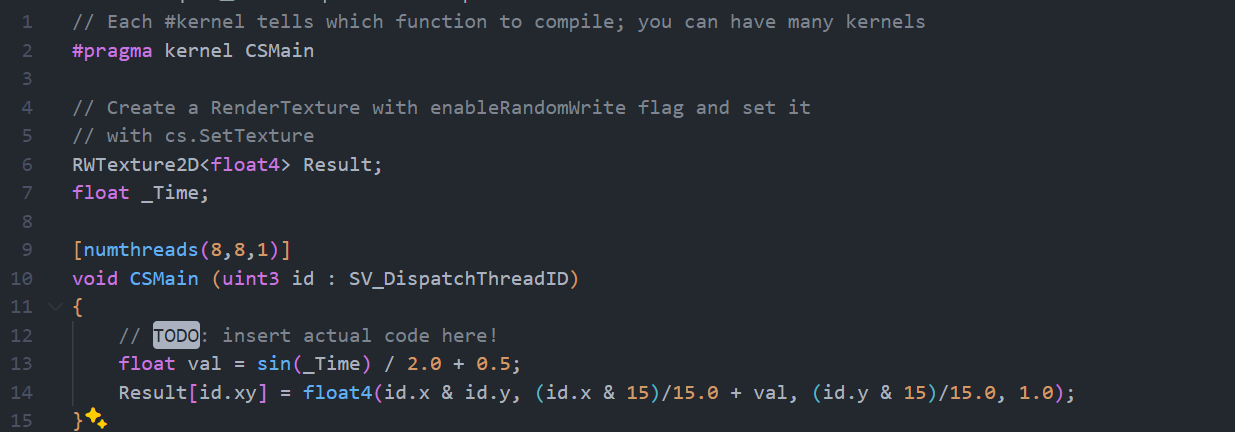 1 // Each #kernel tells which function to compile; you can have many kernels
2 #pragma kernel CSMain
3
4 // Create a RenderTexture with enableRandomWrite flag and set it
5 // with cs.SetTexture
6 RWTexture2D<float4> Result;
7 float _Time;
8
9 [numthreads(8,8,1)]
10 void CSMain (uint3 id : SV_DispatchThreadID)
11 {
12 // TODO: insert actual code here!
13 float val = sin(_Time) / 2.0 + 0.5;
14 Result[id.xy] = float4(id.x & id.y, (id.x & 15)/15.0 + val, (id.y & 15)/15.0, 1.0);
15 }